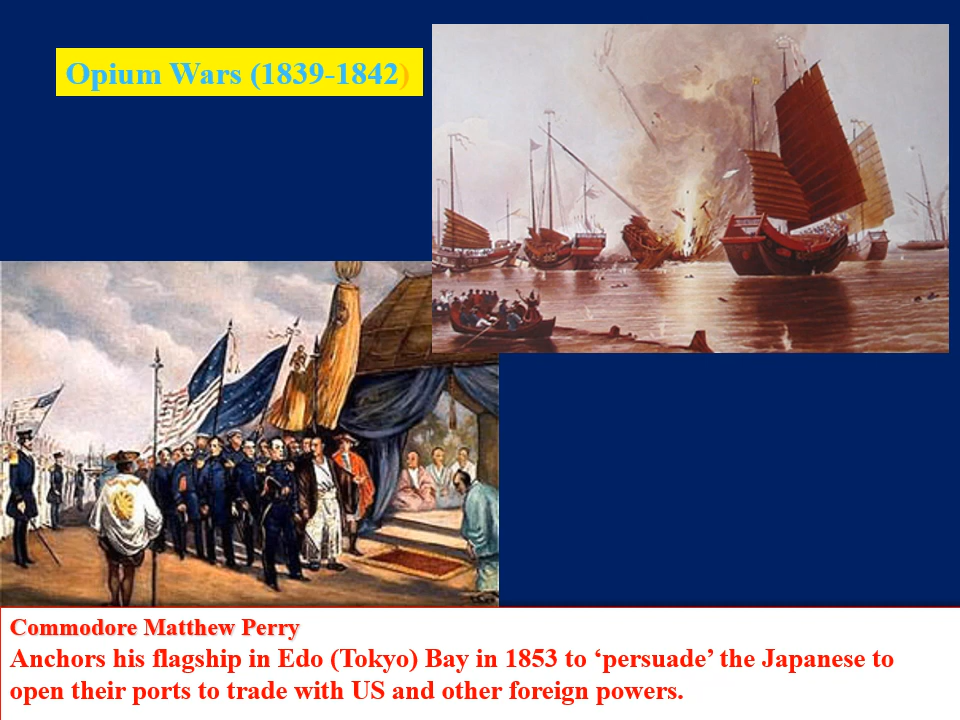 Opium Wars (1839-1842)
Commodore Matthew Perry
Anchors his flagship in Edo (Tokyo) Bay in 1853 to ‘persuade’ the Japanese to
open their ports to trade with US and other foreign powers.